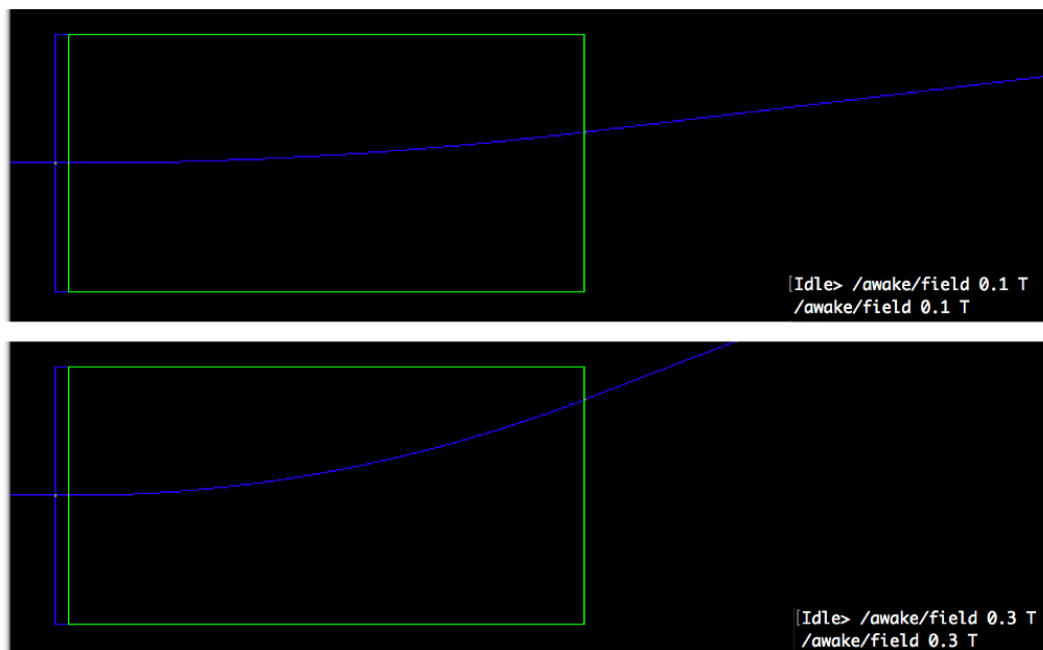 [Idle> /awake/field 0.1 T
/awake/field 0.1 T
[Idle> /awake/field 0.3 T
/awake/field 0.3 T